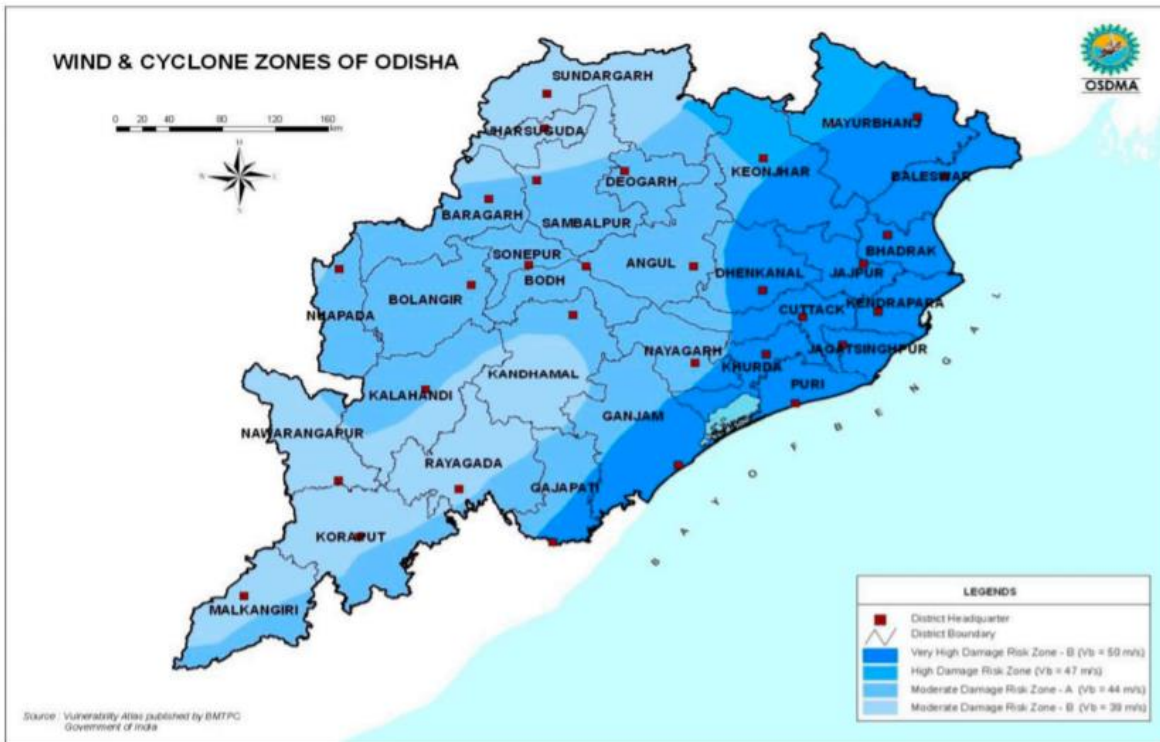 WIND & CYCLONE ZONES OF ODISHA
OSDMA
0 20 40 80 120 160
km
SUNDARGARH
JHARSUGUDA
MAYURBHANJ
KEONJHAR
DEOGARH
BALESWAR
BARAGARH
SAMBALPUR
BHADRAK
SONEPUR
ANGUL
DHENKANAL
JAJPUR
BODH
BOLANGIR
KENDRAPARA
CUTTACK
NUAPADA
NAYAGARH
JAGATSINGHPUR
KHURDA
KANDHAMAL
PURI
KALAHANDI
GANJAM
NAWARANGAPUR
RAYAGADA
GAJAPATI
KORAPUT
MALKANGIRI
BAY OF BENGAL
LEGENDS
District Headquarter
District Boundary
Very High Damage Risk Zone - B (Vb = 50 m/s)
High Damage Risk Zone (Vb = 47 m/s)
Moderate Damage Risk Zone - A (Vb = 44 m/s)
Moderate Damage Risk Zone - B (Vb = 39 m/s)
Source : Vulnerability Atlas published by BMTPC
Government of India